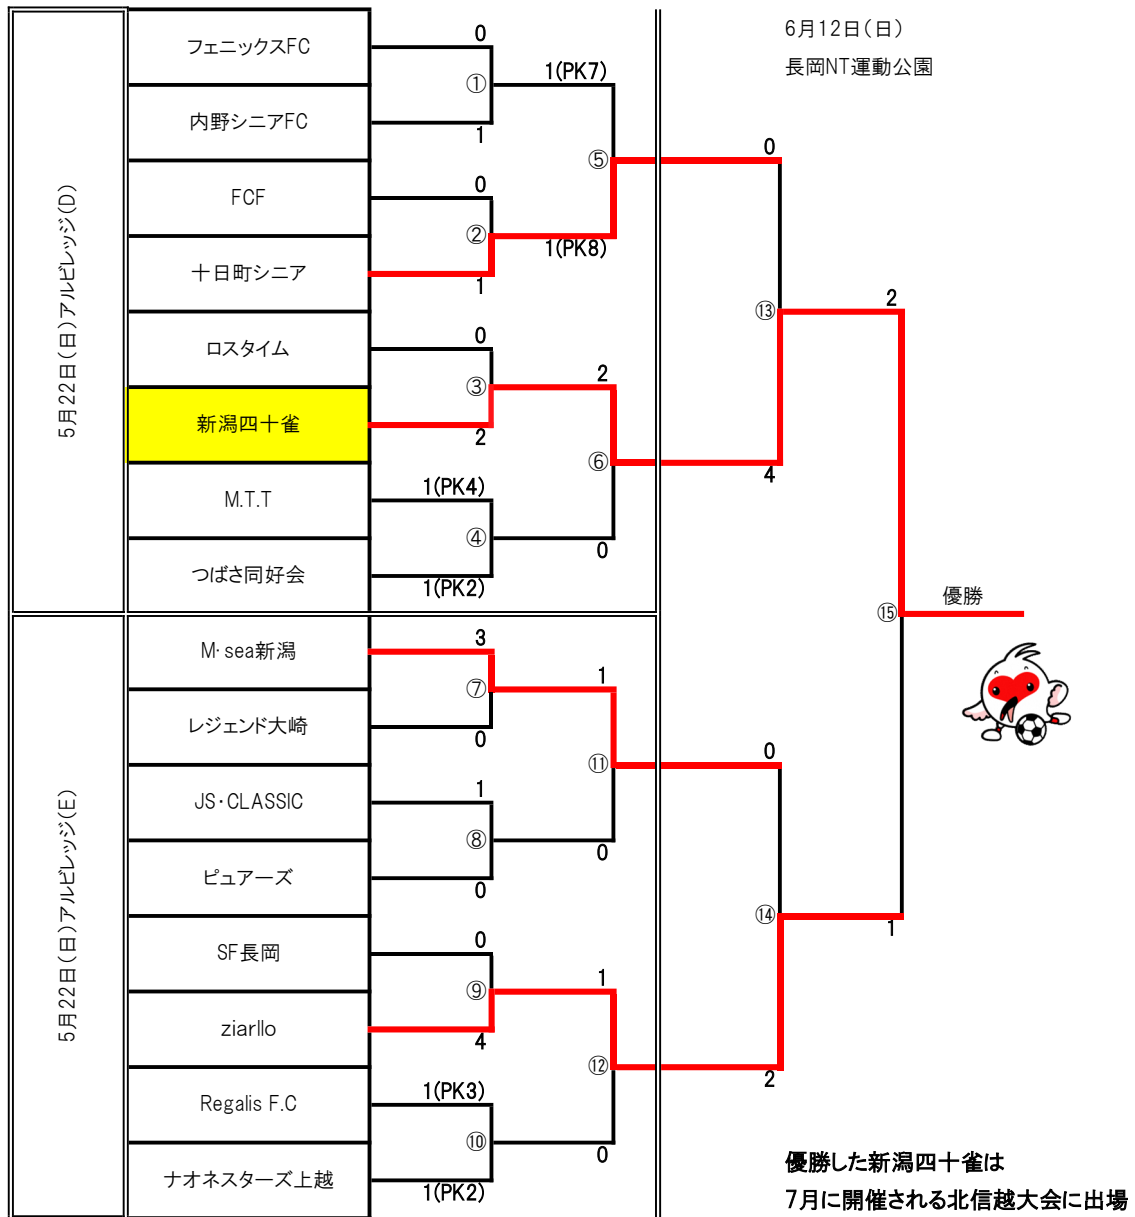 6月12日(日)
長岡NT運動公園
5月22日(日)アルビレッジ(D)
フェニックスFC
0
①
内野シニアFC
1
1(PK7)
⑤
FCF
0
②
十日町シニア
1
1(PK8)
0
ロスタイム
0
③
新潟四十雀
2
2
⑥
M.T.T
1(PK4)
④
つばさ同好会
1(PK2)
0
4
⑬
2
5月22日(日)アルビレッジ(E)
M・sea新潟
3
⑦
レジェンド大崎
0
1
⑪
JS・CLASSIC
1
⑧
ピュアーズ
0
0
0
SF長岡
0
⑨
ziarllo
4
1
⑫
Regalis F.C
1(PK3)
⑩
ナオネスターズ上越
1(PK2)
0
2
⑭
1
⑮
優勝
優勝した新潟四十雀は
7月に開催される北信越大会に出場